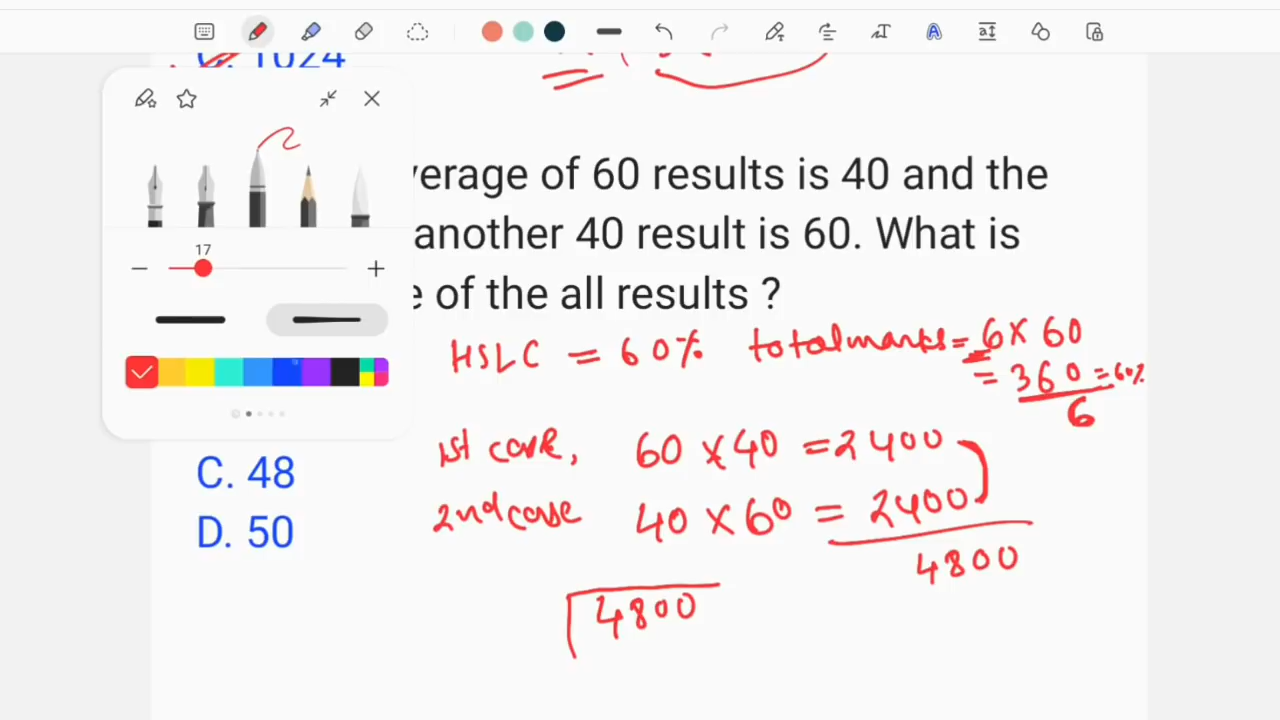 C. 1024
verage of 60 results is 40 and the
another 40 result is 60. What is
e of the all results ?
17
HSLC = 60% total marks = 6 x 60
= 360 = 60%
6
1st case, 60 x 40 = 2400
C. 48
2nd case 40 x 60 = 2400
D. 50
4800
4800